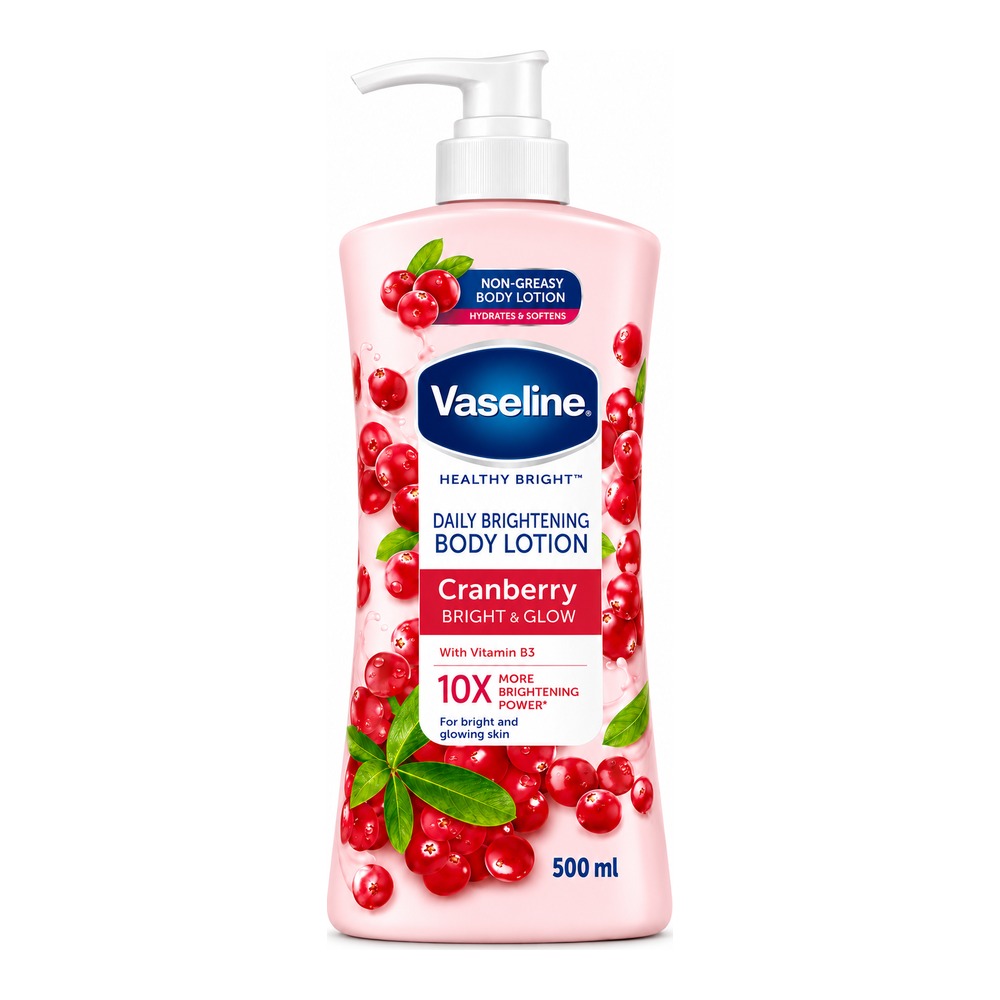 NON-GREASY
BODY LOTION
HYDRATES & SOFTENS
Vaseline®
HEALTHY BRIGHT™
DAILY BRIGHTENING
BODY LOTION
Cranberry
BRIGHT & GLOW
With Vitamin B3
10X MORE
BRIGHTENING
POWER*
For bright and
glowing skin
500 ml